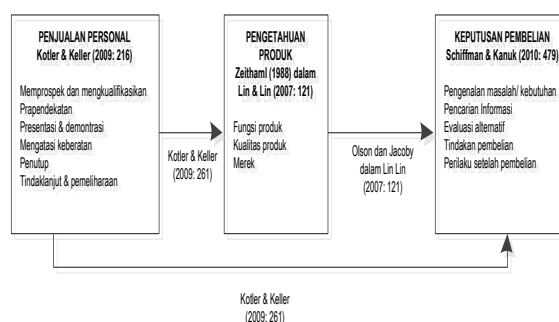 PENJUALAN PERSONAL
Kotler & Keller (2009: 216)
Memprospek dan mengkualifikasikan
Prapendekatan
Presentasi & demontrasi
Mengatasi keberatan
Penutup
Tindaklanjut & pemeliharaan
Kotler & Keller
(2009: 261)
PENGETAHUAN
PRODUK
Zeithaml (1988) dalam
Lin & Lin (2007: 121)
Fungsi produk
Kualitas produk
Merek
Olson dan Jacoby
dalam Lin Lin
(2007: 121)
KEPUTUSAN PEMBELIAN
Schiffman & Kanuk (2010: 479)
Pengenalan masalah/ kebutuhan
Pencarian Informasi
Evaluasi alternatif
Tindakan pembelian
Perilaku setelah pembelian
Kotler & Keller
(2009: 261)